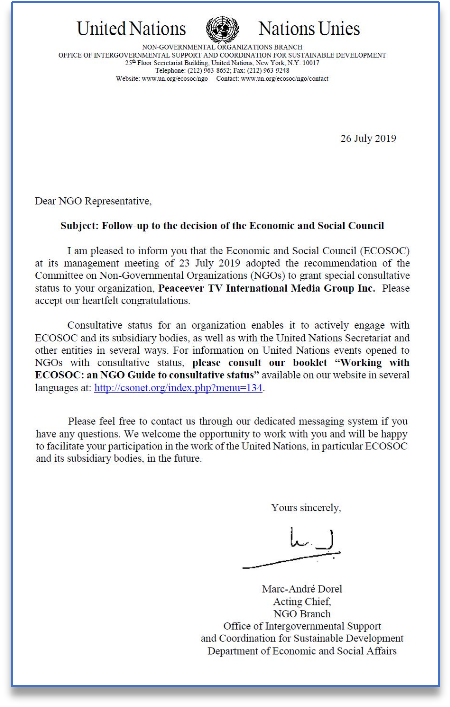 United Nations Nations Unies
NON-GOVERNMENTAL ORGANIZATIONS BRANCH
OFFICE OF INTERGOVERNMENTAL SUPPORT AND COORDINATION FOR SUSTAINABLE DEVELOPMENT
25th Floor Secretariat Building, United Nations, New York, N.Y. 10017
Telephone: (212) 963 8652; Fax: (212) 963-9248
Website: www.un.org/ecosoc/ngo Contact: www.un.org/ecosoc/ngo/contact
26 July 2019
Dear NGO Representative,
Subject: Follow-up to the decision of the Economic and Social Council
I am pleased to inform you that the Economic and Social Council (ECOSOC)
at its management meeting of 23 July 2019 adopted the recommendation of the
Committee on Non-Governmental Organizations (NGOs) to grant special consultative
status to your organization, Peaceever TV International Media Group Inc. Please
accept our heartfelt congratulations.
Consultative status for an organization enables it to actively engage with
ECOSOC and its subsidiary bodies, as well as with the United Nations Secretariat and
other entities in several ways. For information on United Nations events opened to
NGOs with consultative status, please consult our booklet “Working with
ECOSOC: an NGO Guide to consultative status” available on our website in several
languages at: http://csonet.org/index.php?menu=134.
Please feel free to contact us through our dedicated messaging system if you
have any questions. We welcome the opportunity to work with you and will be happy
to facilitate your participation in the work of the United Nations, in particular ECOSOC
and its subsidiary bodies, in the future.
Yours sincerely,
Marc-André Dorel
Acting Chief,
NGO Branch
Office of Intergovernmental Support
and Coordination for Sustainable Development
Department of Economic and Social Affairs